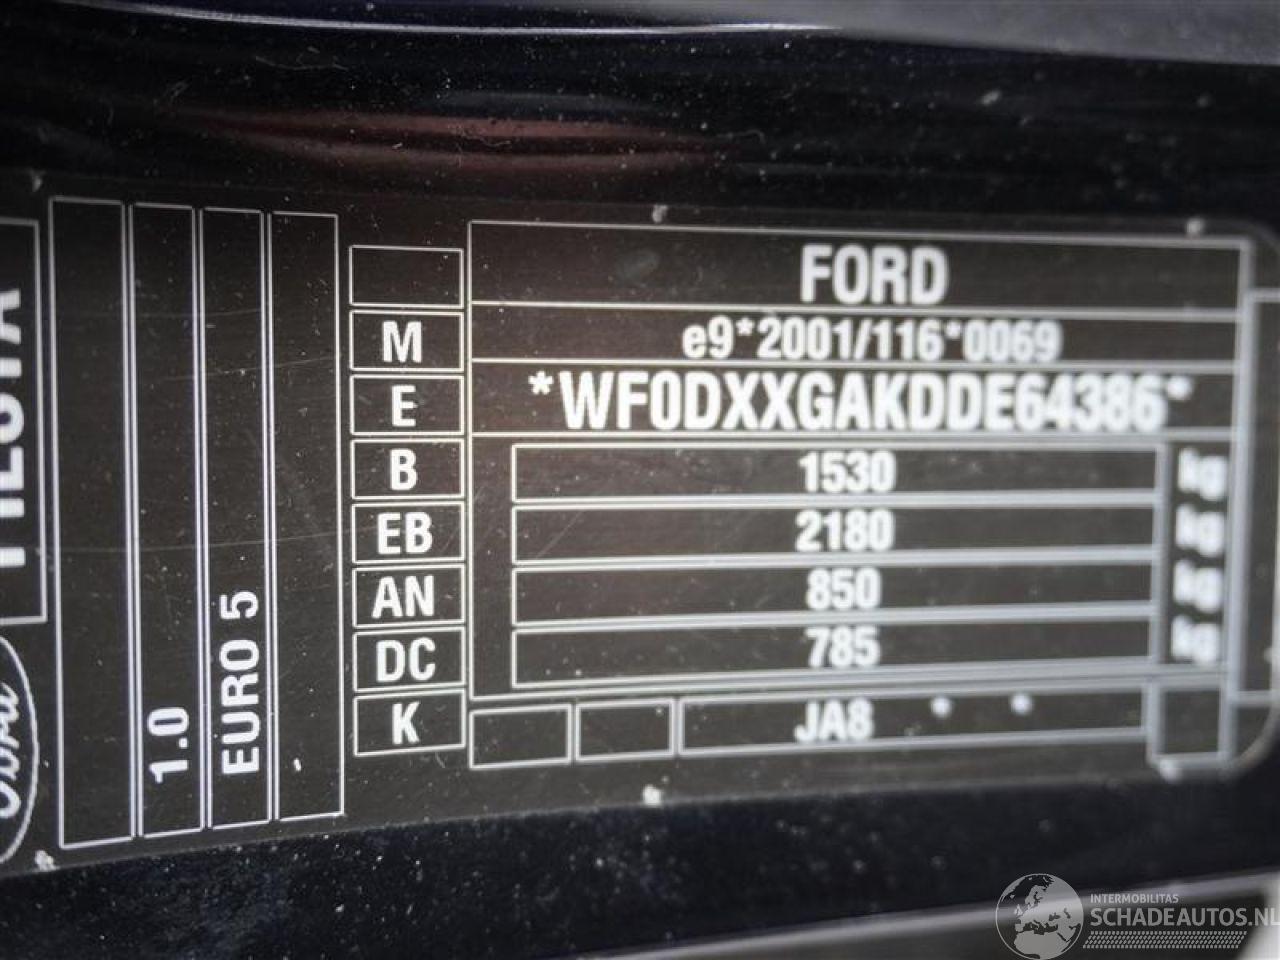 FIESTA
Ford
1.0
EURO 5
FORD
M e9*2001/116*0069
E *WF0DXXGAKDDE64386*
B 1530 kg
EB 2180 kg
AN 850 kg
DC 785 kg
K JA8 * *
INTERMOBILITAS
SCHADEAUTOS.NL